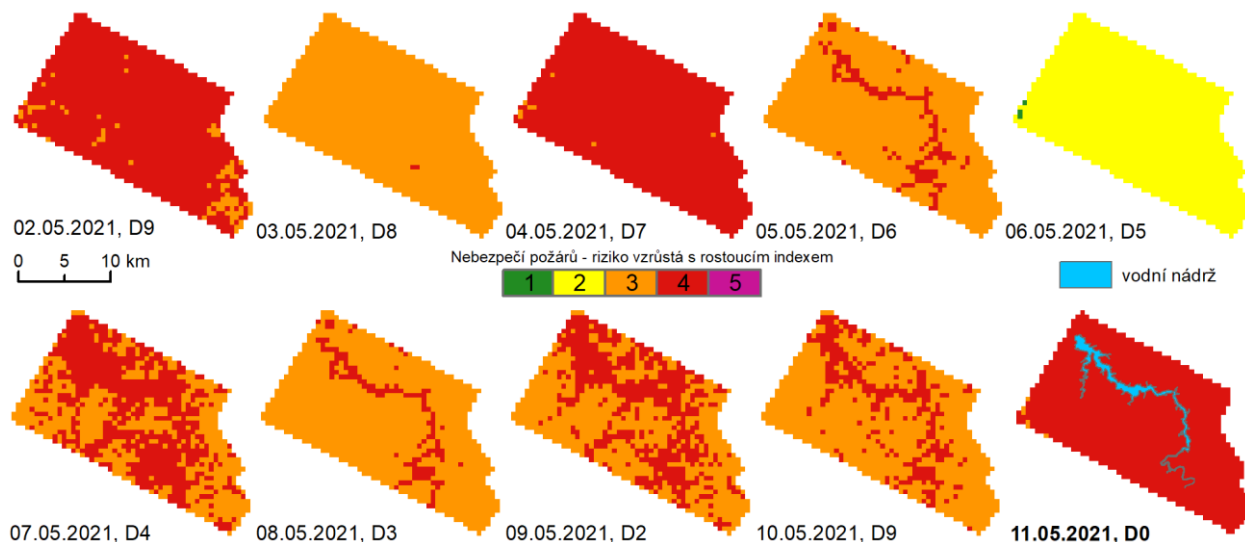 02.05.2021, D9
03.05.2021, D8
04.05.2021, D7
05.05.2021, D6
06.05.2021, D5
0 5 10 km
Nebezpečí požárů - riziko vzrůstá s rostoucím indexem
1 2 3 4 5
vodní nádrž
07.05.2021, D4
08.05.2021, D3
09.05.2021, D2
10.05.2021, D9
11.05.2021, D0